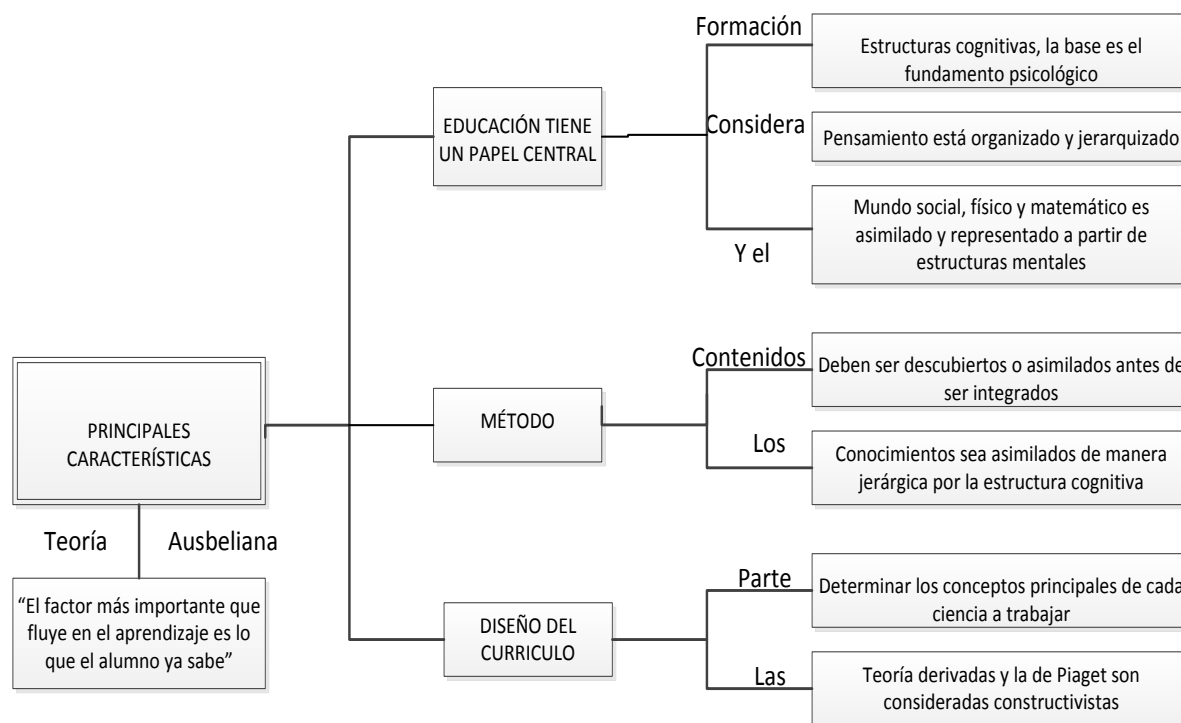 Formación
Estructuras cognitivas, la base es el
fundamento psicológico
EDUCACIÓN TIENE
UN PAPEL CENTRAL
Considera
Pensamiento está organizado y jerarquizado
Y el
Mundo social, físico y matemático es
asimilado y representado a partir de
estructuras mentales
PRINCIPALES
CARACTERÍSTICAS
Teoría
Ausbeliana
“El factor más importante que
fluye en el aprendizaje es lo
que el alumno ya sabe”
MÉTODO
Contenidos
Deben ser descubiertos o asimilados antes de
ser integrados
Los
Conocimientos sea asimilados de manera
jerárgica por la estructura cognitiva
DISEÑO DEL
CURRICULO
Parte
Determinar los conceptos principales de cada
ciencia a trabajar
Las
Teoría derivadas y la de Piaget son
consideradas constructivistas